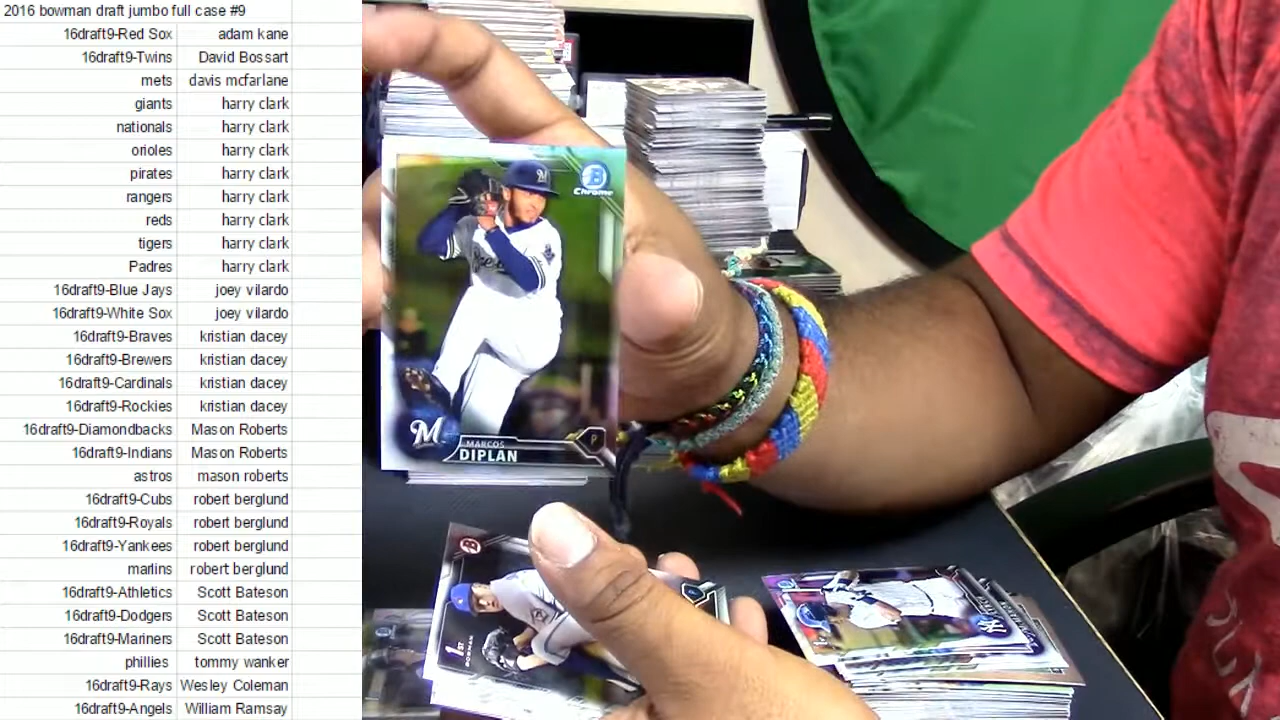 2016 bowman draft jumbo full case #9
16draft9-Red Sox adam kane
16draft9-Twins David Bossart
mets davis mcfarlane
giants harry clark
nationals harry clark
orioles harry clark
pirates harry clark
rangers harry clark
reds harry clark
tigers harry clark
Padres harry clark
16draft9-Blue Jays joey vilardo
16draft9-White Sox joey vilardo
16draft9-Braves kristian dacey
16draft9-Brewers kristian dacey
16draft9-Cardinals kristian dacey
16draft9-Rockies kristian dacey
16draft9-Diamondbacks Mason Roberts
16draft9-Indians Mason Roberts
astros mason roberts
16draft9-Cubs robert berglund
16draft9-Royals robert berglund
16draft9-Yankees robert berglund
marlins robert berglund
16draft9-Athletics Scott Bateson
16draft9-Dodgers Scott Bateson
16draft9-Mariners Scott Bateson
phillies tommy wanker
16draft9-Rays Wesley Coleman
16draft9-Angels William Ramsay
B
Chrome
M
M
MARCOS
DIPLAN
P
B
1ST
BOWMAN